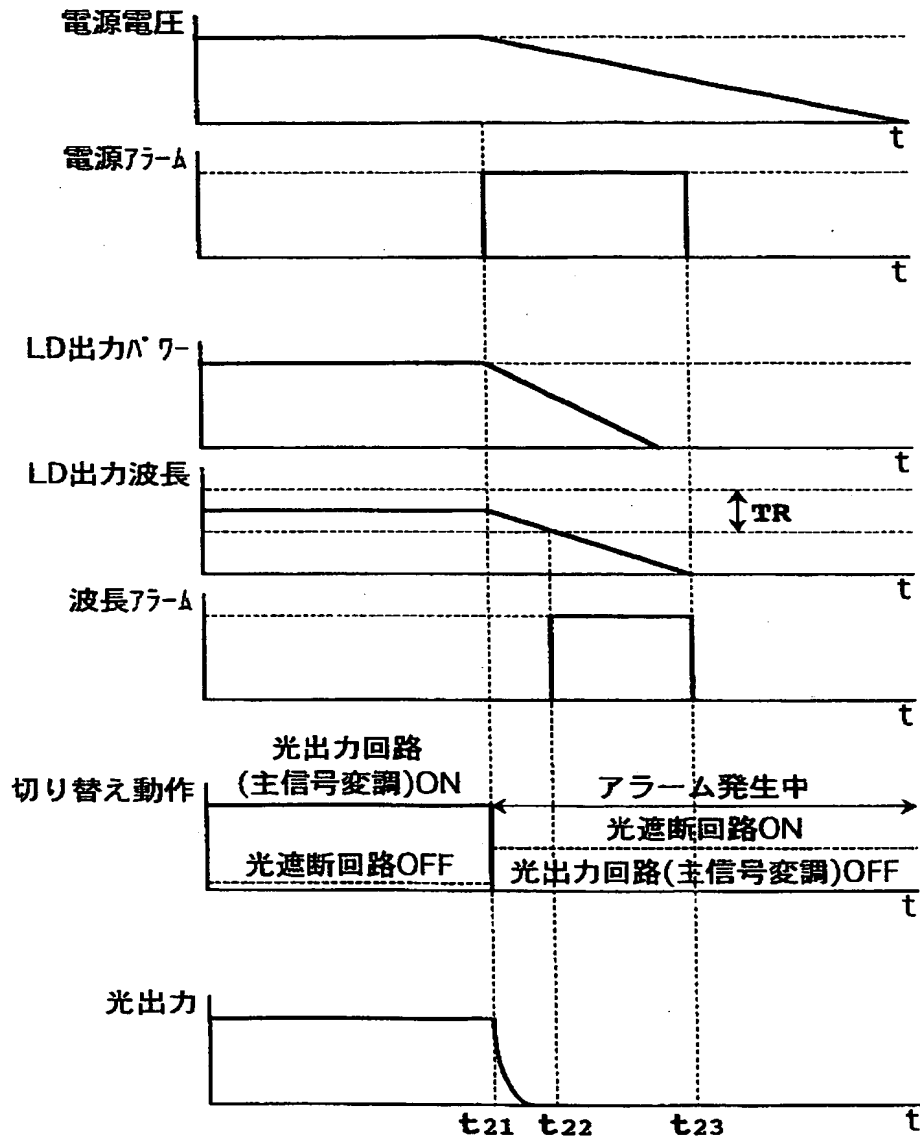 電源電圧
t
電源アラーム
t
LD出力パワー
t
LD出力波長
TR
t
波長アラーム
t
光出力回路
(主信号変調)ON
切り替え動作
アラーム発生中
光遮断回路ON
光遮断回路OFF
光出力回路(主信号変調)OFF
t
光出力
t
t21
t22
t23